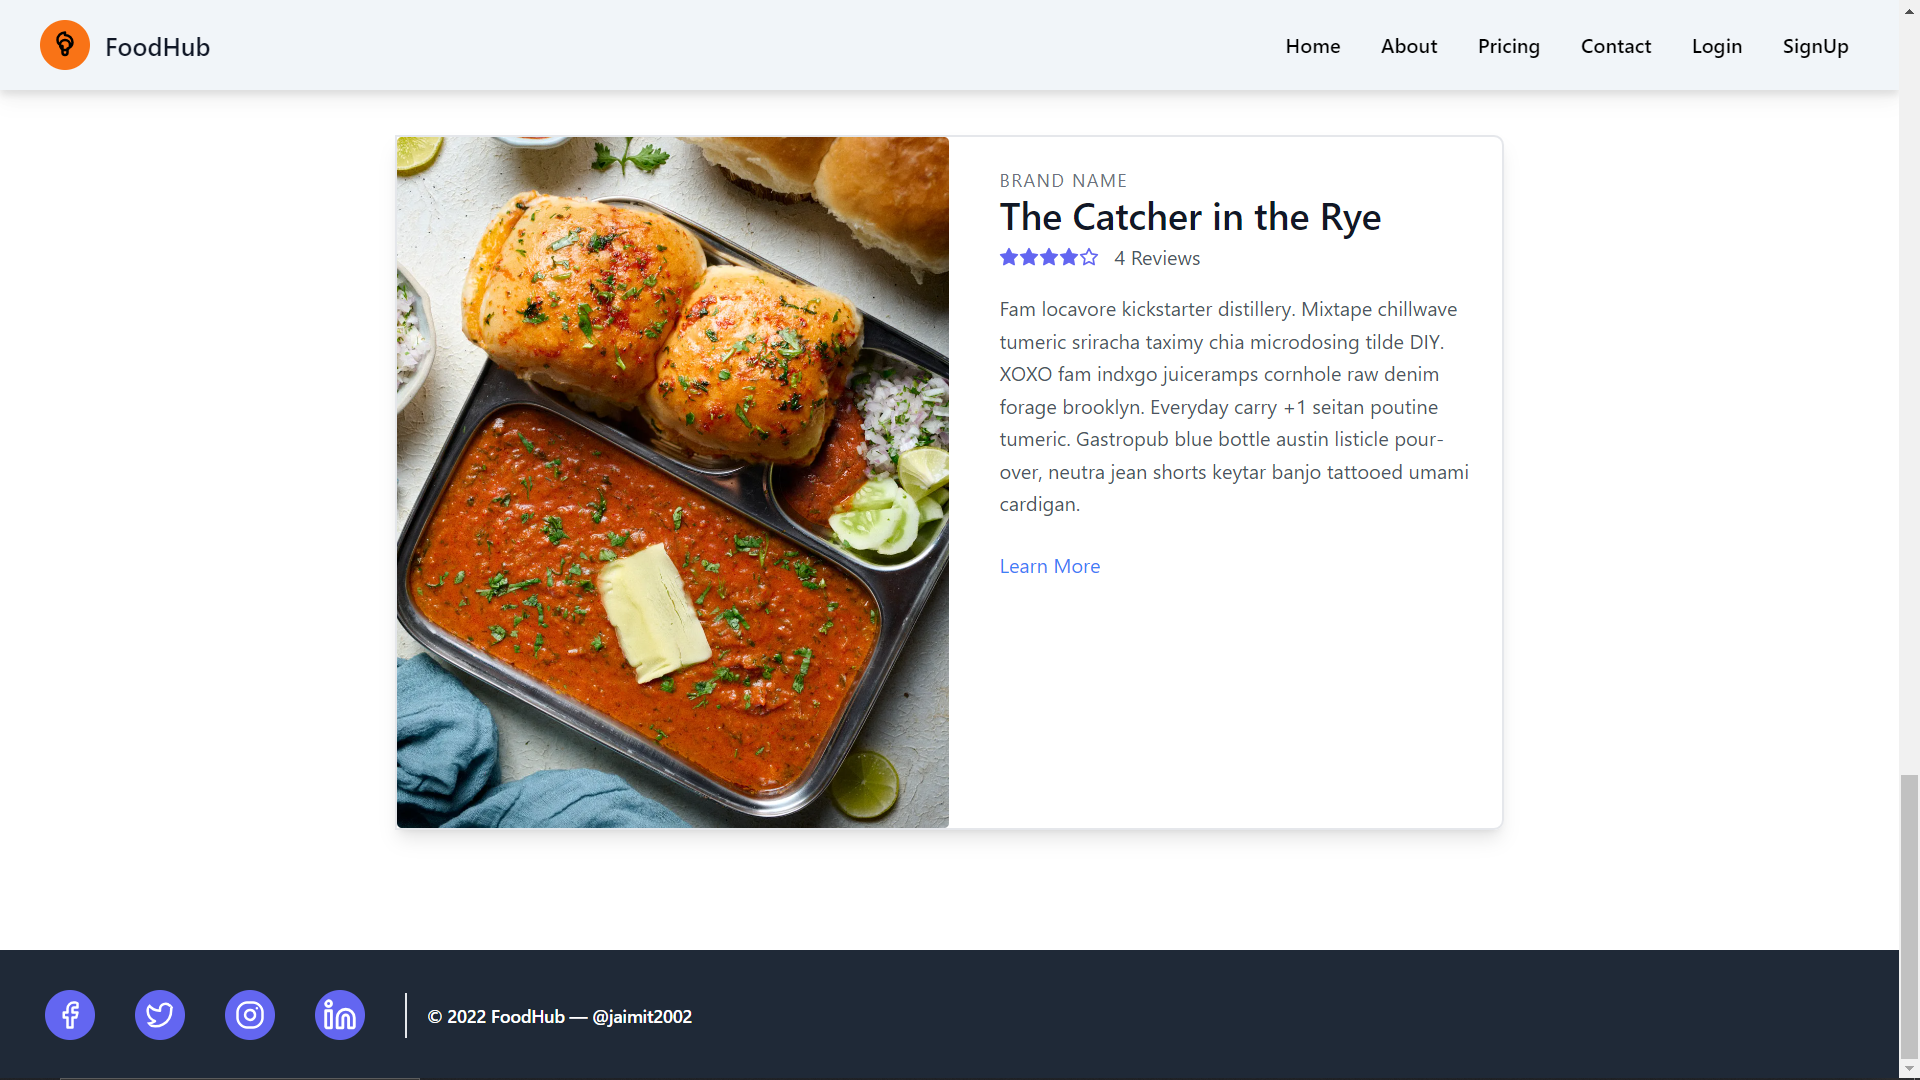 FoodHub
Home About Pricing Contact Login SignUp
BRAND NAME
The Catcher in the Rye
4 Reviews
Fam locavore kickstarter distillery. Mixtape chillwave
tumeric sriracha taximy chia microdosing tilde DIY.
XOXO fam indxgo juiceramps cornhole raw denim
forage brooklyn. Everyday carry +1 seitan poutine
tumeric. Gastropub blue bottle austin listicle pour-
over, neutra jean shorts keytar banjo tattooed umami
cardigan.
Learn More
© 2022 FoodHub — @jaimit2002